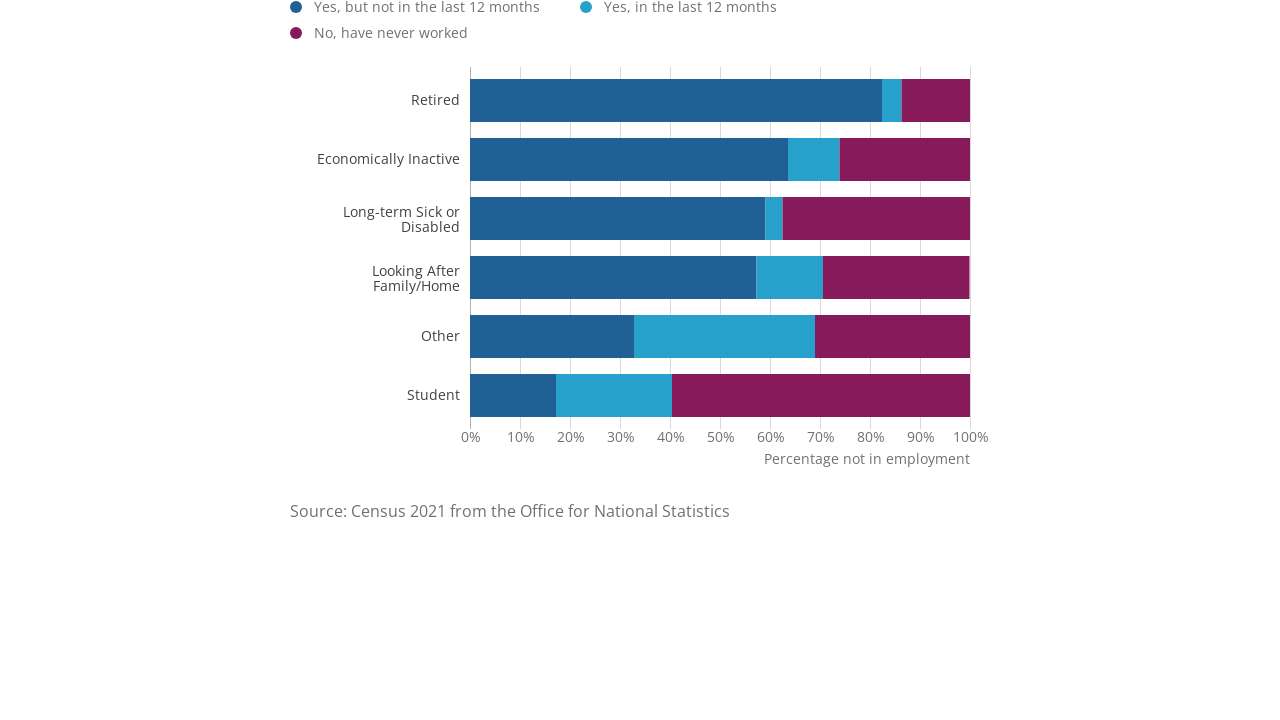 Yes, but not in the last 12 months
Yes, in the last 12 months
No, have never worked
Retired
Economically Inactive
Long-term Sick or
Disabled
Looking After
Family/Home
Other
Student
0% 10% 20% 30% 40% 50% 60% 70% 80% 90% 100%
Percentage not in employment
Source: Census 2021 from the Office for National Statistics